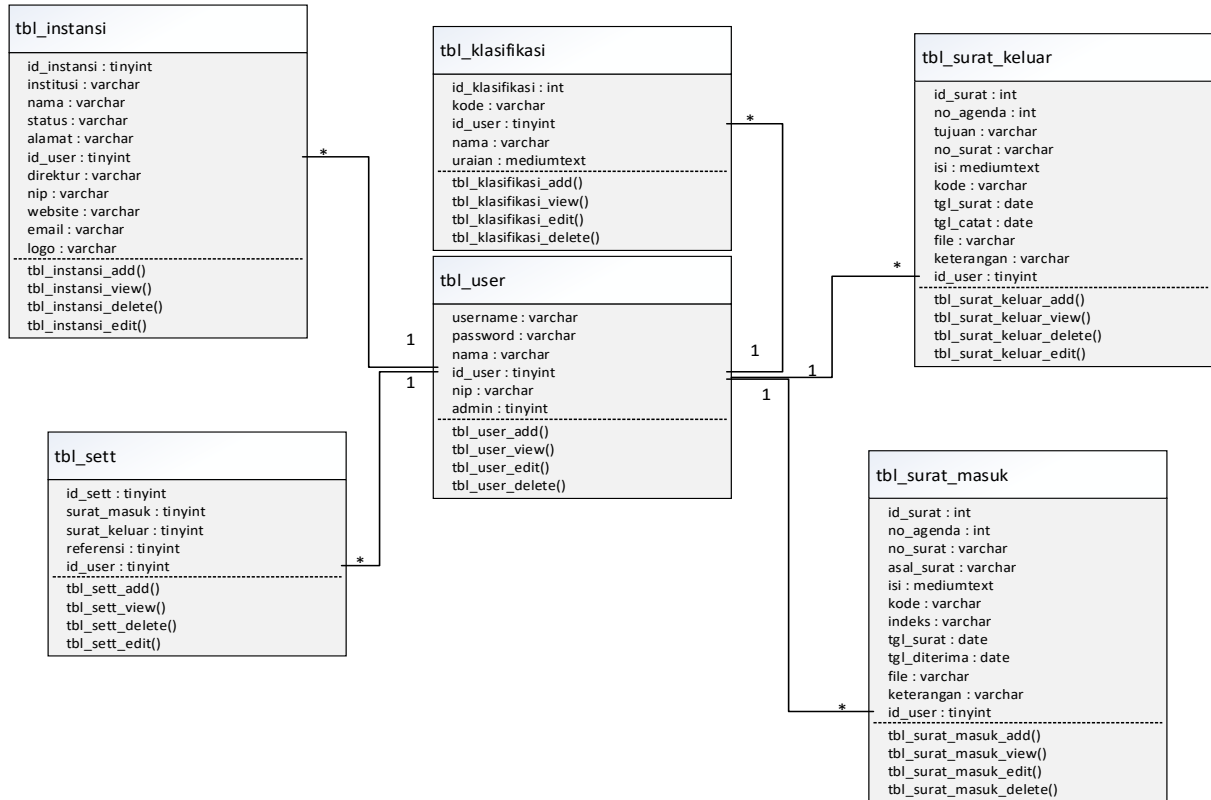 tbl_instansi
id_instansi : tinyint
institusi : varchar
nama : varchar
status : varchar
alamat : varchar
id_user : tinyint
direktur : varchar
nip : varchar
website : varchar
email : varchar
logo : varchar
tbl_instansi_add()
tbl_instansi_view()
tbl_instansi_delete()
tbl_instansi_edit()
*
1
tbl_klasifikasi
id_klasifikasi : int
kode : varchar
id_user : tinyint
nama : varchar
uraian : mediumtext
tbl_klasifikasi_add()
tbl_klasifikasi_view()
tbl_klasifikasi_edit()
tbl_klasifikasi_delete()
*
1
tbl_surat_keluar
id_surat : int
no_agenda : int
tujuan : varchar
no_surat : varchar
isi : mediumtext
kode : varchar
tgl_surat : date
tgl_catat : date
file : varchar
keterangan : varchar
id_user : tinyint
tbl_surat_keluar_add()
tbl_surat_keluar_view()
tbl_surat_keluar_delete()
tbl_surat_keluar_edit()
*
1
tbl_user
username : varchar
password : varchar
nama : varchar
id_user : tinyint
nip : varchar
admin : tinyint
tbl_user_add()
tbl_user_view()
tbl_user_edit()
tbl_user_delete()
1
1
tbl_sett
id_sett : tinyint
surat_masuk : tinyint
surat_keluar : tinyint
referensi : tinyint
id_user : tinyint
tbl_sett_add()
tbl_sett_view()
tbl_sett_delete()
tbl_sett_edit()
*
tbl_surat_masuk
id_surat : int
no_agenda : int
no_surat : varchar
asal_surat : varchar
isi : mediumtext
kode : varchar
indeks : varchar
tgl_surat : date
tgl_diterima : date
file : varchar
keterangan : varchar
id_user : tinyint
tbl_surat_masuk_add()
tbl_surat_masuk_view()
tbl_surat_masuk_edit()
tbl_surat_masuk_delete()
*